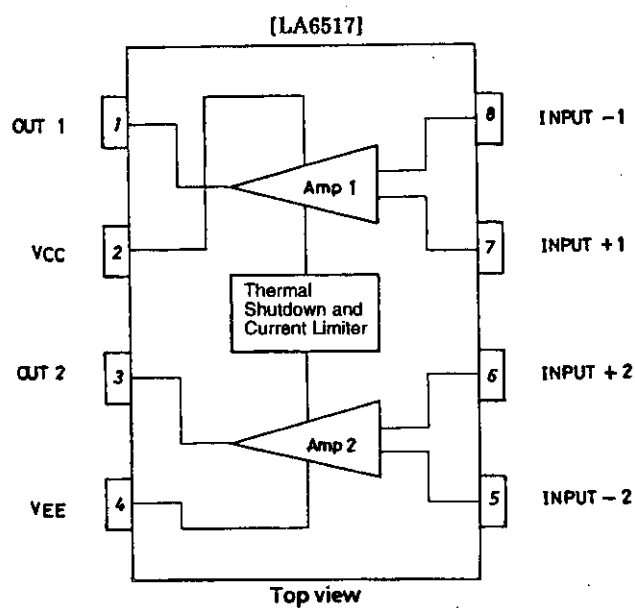 [LA6517]
OUT 1
1
8
INPUT -1
Amp 1
VCC
2
7
INPUT +1
Thermal
Shutdown and
Current Limiter
OUT 2
3
6
INPUT + 2
Amp 2
VEE
4
5
INPUT - 2
Top view